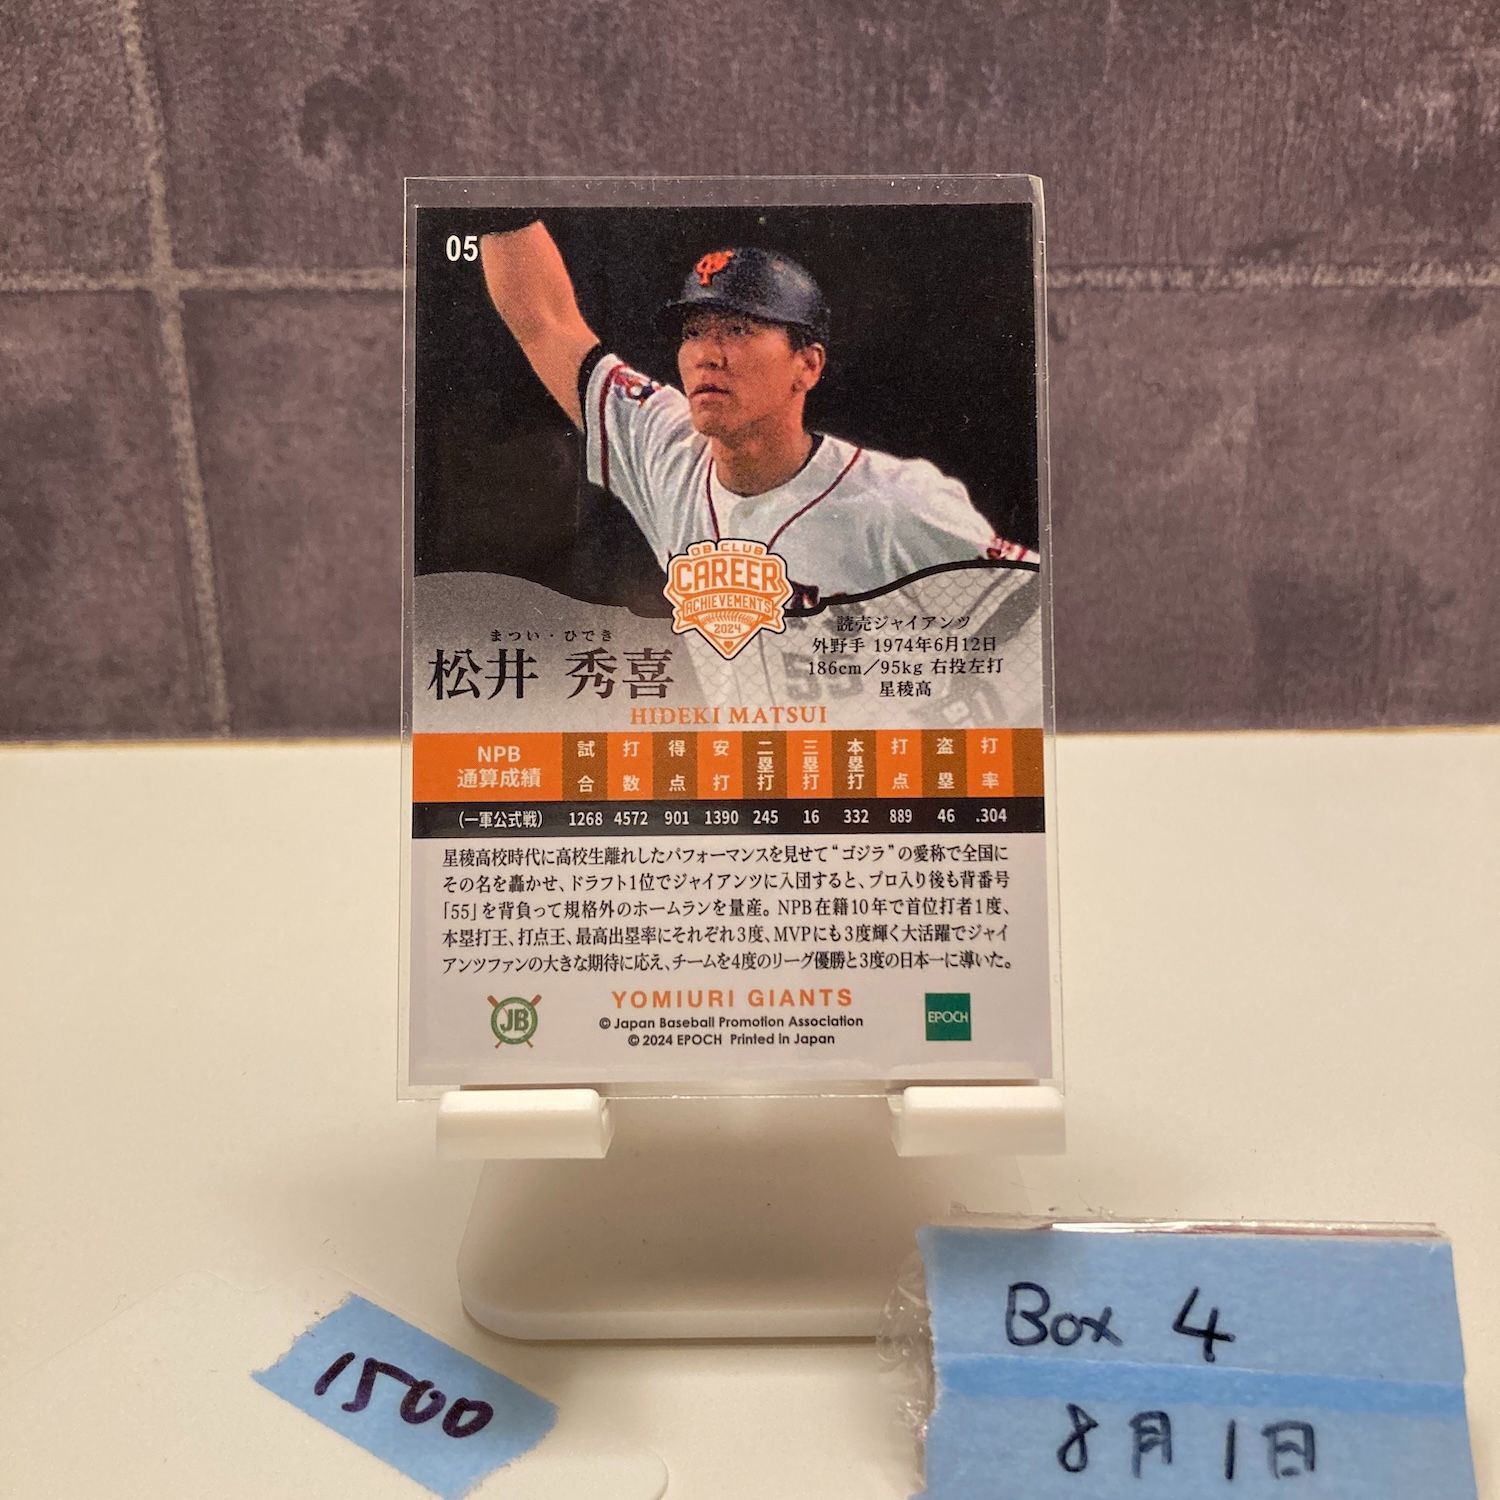 05
OB CLUB
CAREER
ACHIEVEMENTS
2024
まつい・ひでき
松井 秀喜
HIDEKI MATSUI
読売ジャイアンツ
外野手 1974年6月12日
186cm/95kg 右投左打
星稜高
NPB
通算成績
試合 打数 得点 安打 二塁打 三塁打 本塁打 打点 盗塁 打率
(一軍公式戦) 1268 4572 901 1390 245 16 332 889 46 .304
星稜高校時代に高校生離れしたパフォーマンスを見せて“ゴジラ”の愛称で全国に
その名を轟かせ、ドラフト1位でジャイアンツに入団すると、プロ入り後も背番号
「55」を背負って規格外のホームランを量産。NPB在籍10年で首位打者1度、
本塁打王、打点王、最高出塁率にそれぞれ3度、MVPにも3度輝く大活躍でジャイ
アンツファンの大きな期待に応え、チームを4度のリーグ優勝と3度の日本一に導いた。
JB
YOMIURI GIANTS
© Japan Baseball Promotion Association
© 2024 EPOCH Printed in Japan
EPOCH
1500
Box 4
8月1日